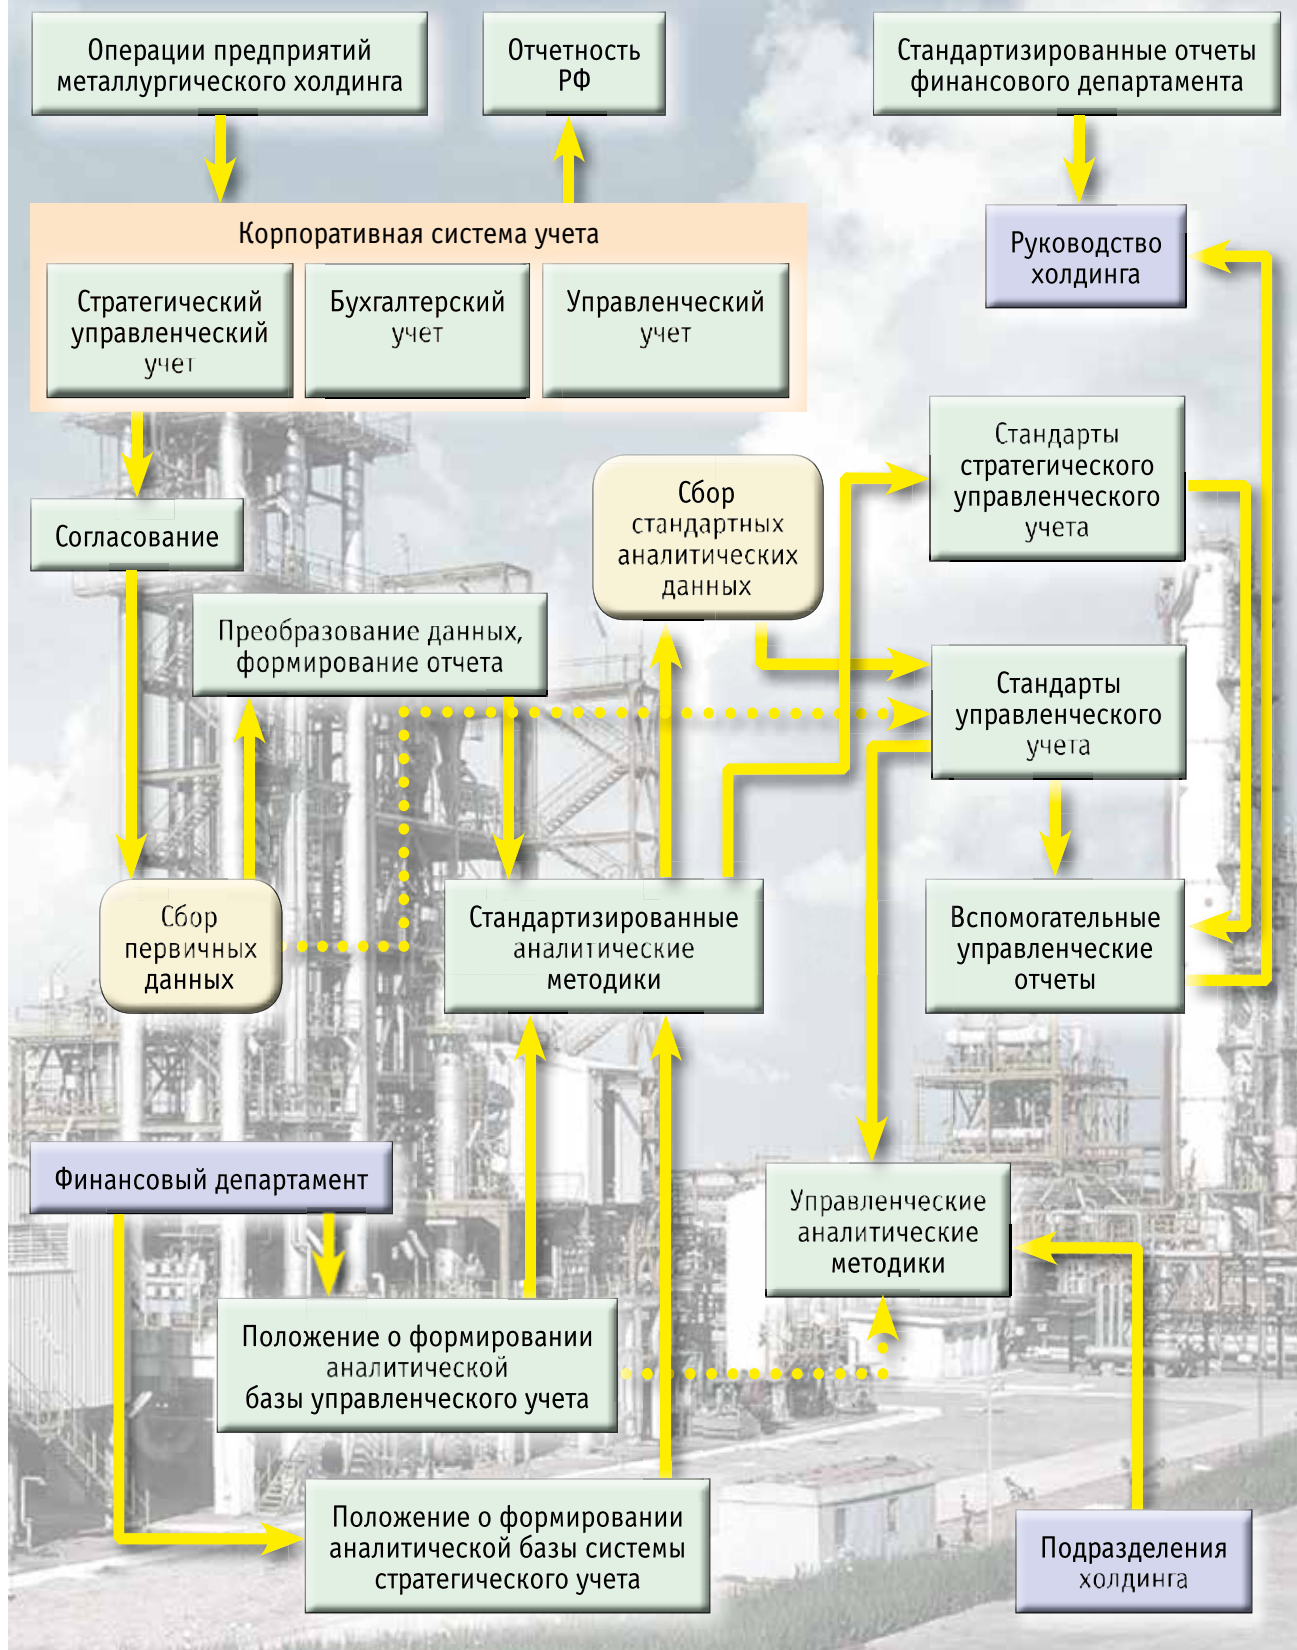 Операции предприятий
металлургического холдинга
Отчетность
РФ
Стандартизированные отчеты
финансового департамента
Корпоративная система учета
Стратегический
управленческий
учет
Бухгалтерский
учет
Управленческий
учет
Руководство
холдинга
Стандарты
стратегического
управленческого
учета
Сбор
стандартных
аналитических
данных
Согласование
Преобразование данных,
формирование отчета
Стандарты
управленческого
учета
Сбор
первичных
данных
Стандартизированные
аналитические
методики
Вспомогательные
управленческие
отчеты
Финансовый департамент
Управленческие
аналитические
методики
Положение о формировании
аналитической
базы управленческого учета
Положение о формировании
аналитической базы системы
стратегического учета
Подразделения
холдинга